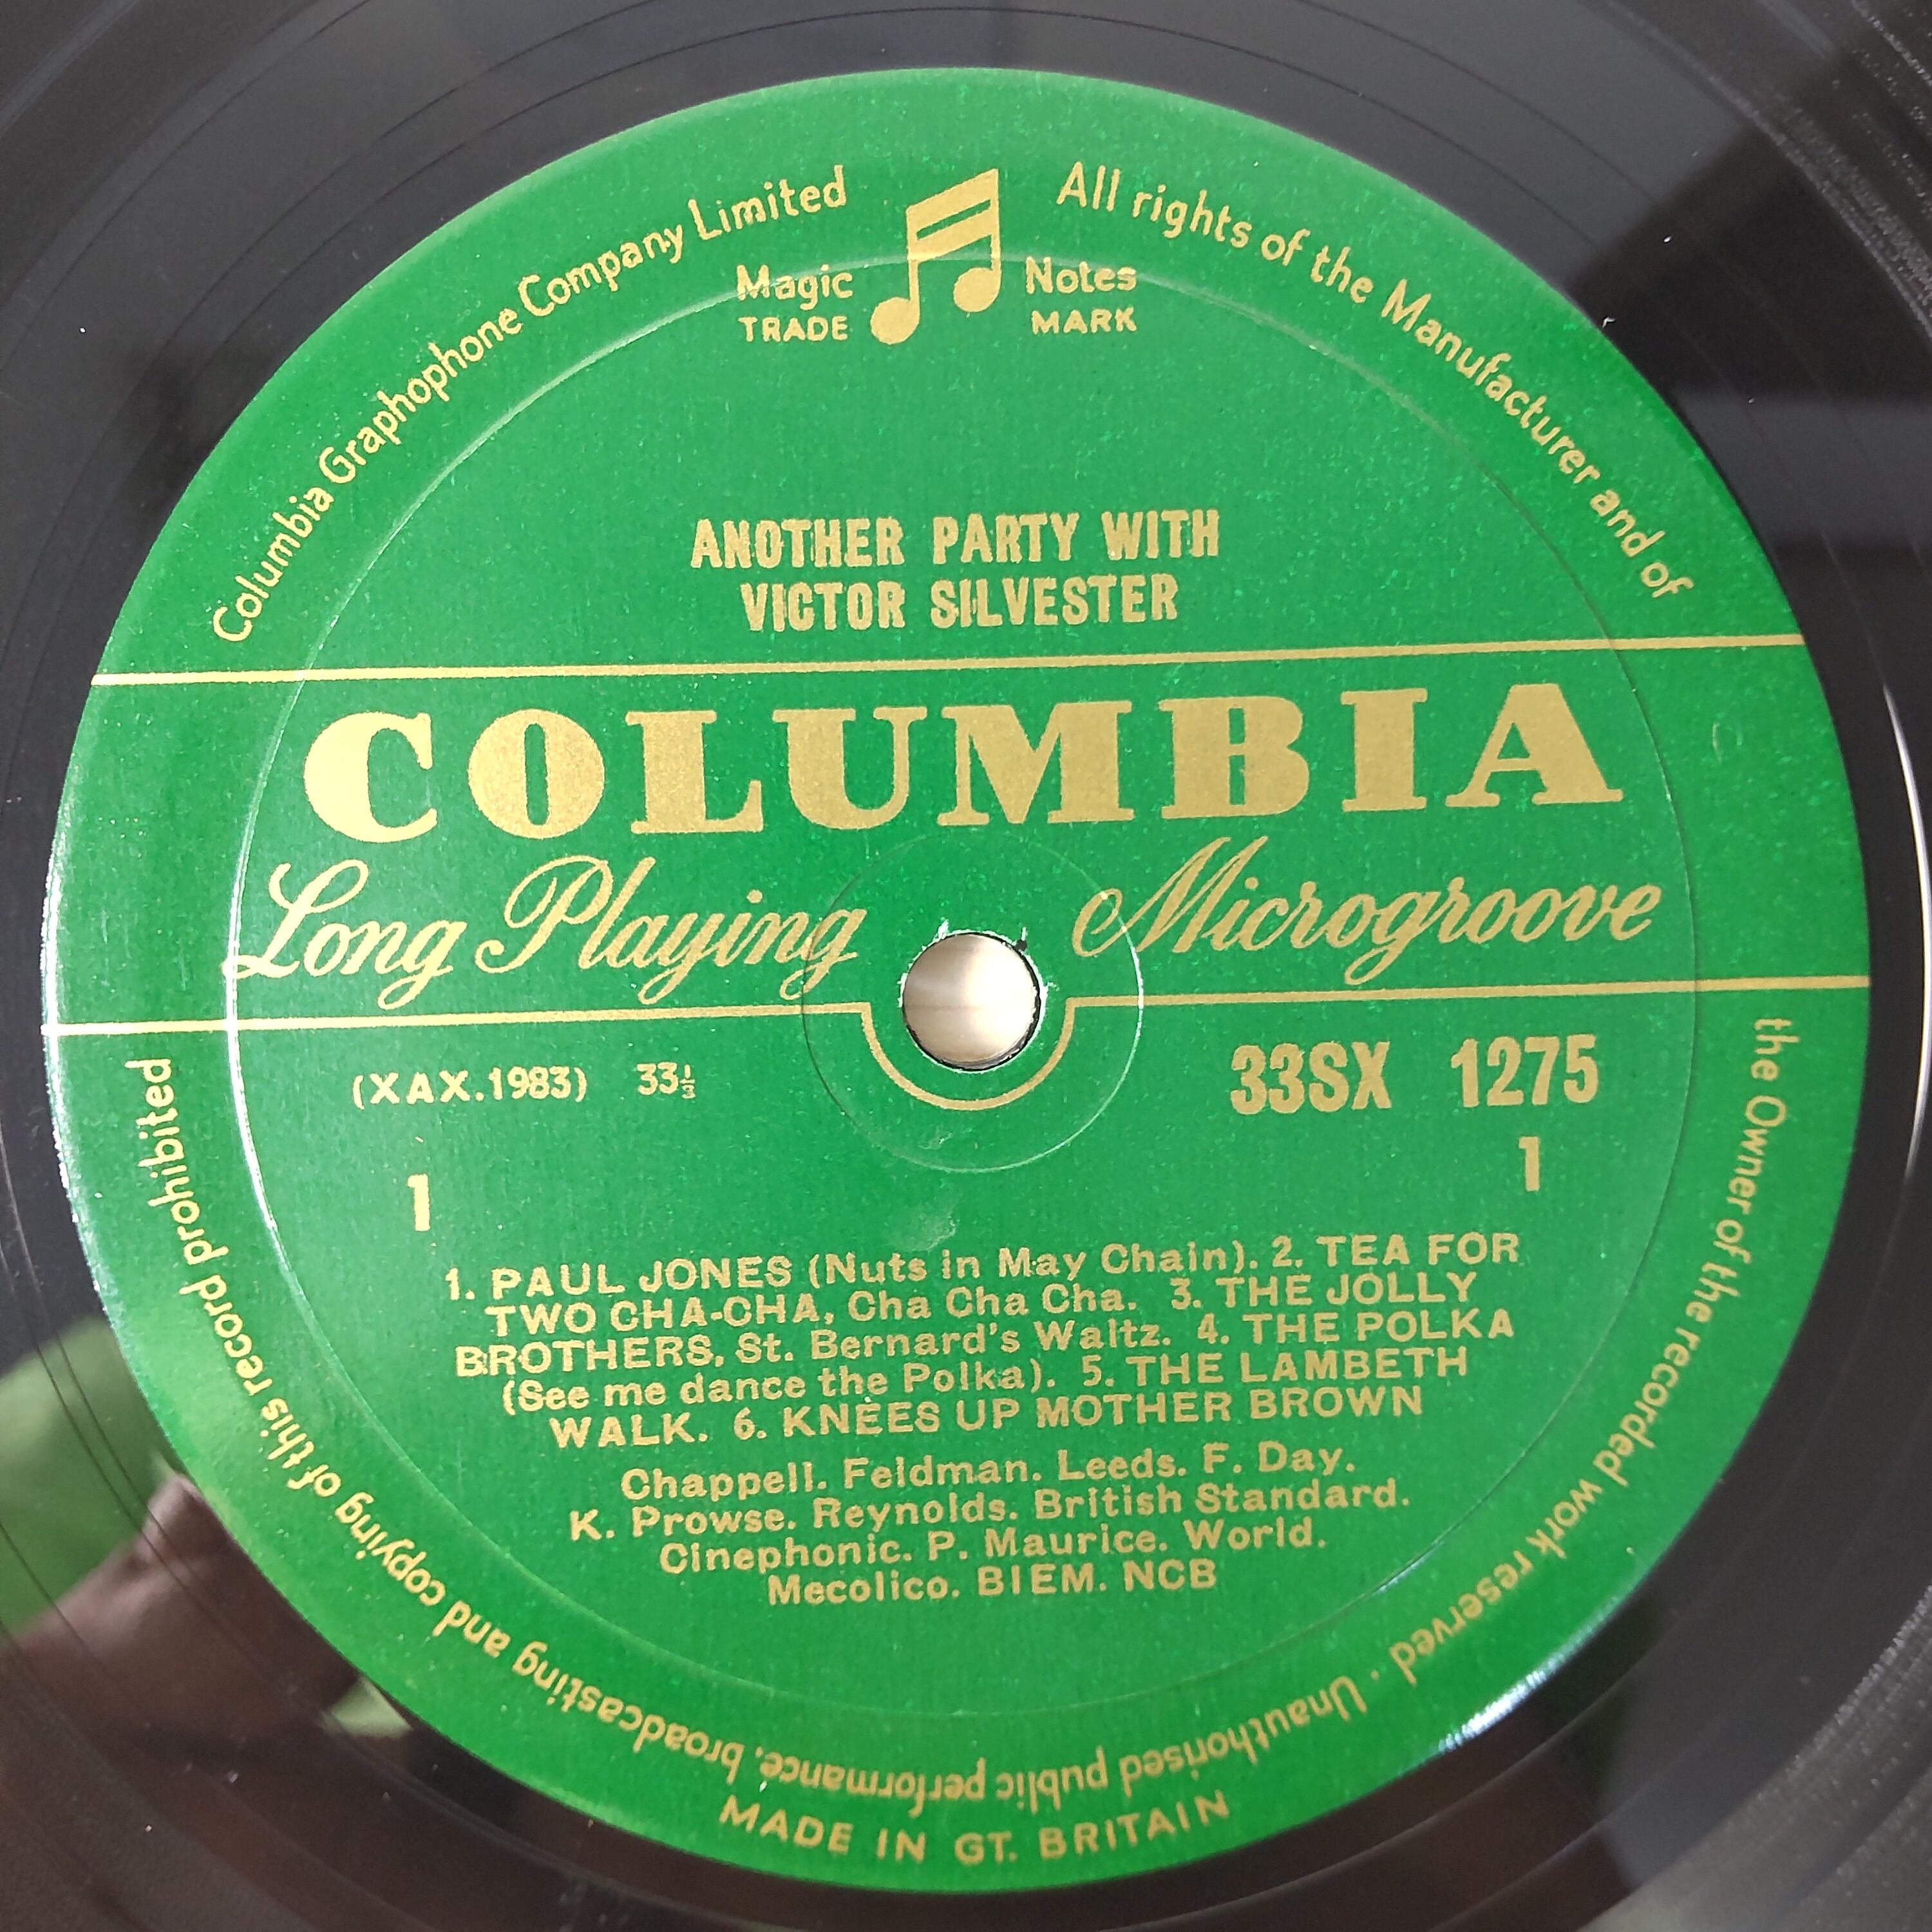 Columbia Graphophone Company Limited
All rights of the Manufacturer and of
the Owner of the recorded work reserved · Unauthorised public performance, broadcasting and copying of this record prohibited
Magic Notes
TRADE MARK
ANOTHER PARTY WITH
VICTOR SILVESTER
COLUMBIA
Long Playing Microgroove
(XAX.1983) 33⅓ 33SX 1275
1 1
1. PAUL JONES (Nuts in May Chain). 2. TEA FOR
TWO CHA-CHA, Cha Cha Cha. 3. THE JOLLY
BROTHERS, St. Bernard's Waltz. 4. THE POLKA
(See me dance the Polka). 5. THE LAMBETH
WALK. 6. KNEES UP MOTHER BROWN
Chappell. Feldman. Leeds. F. Day.
K. Prowse. Reynolds. British Standard.
Cinephonic. P. Maurice. World.
Mecolico. BIEM. NCB
MADE IN GT. BRITAIN